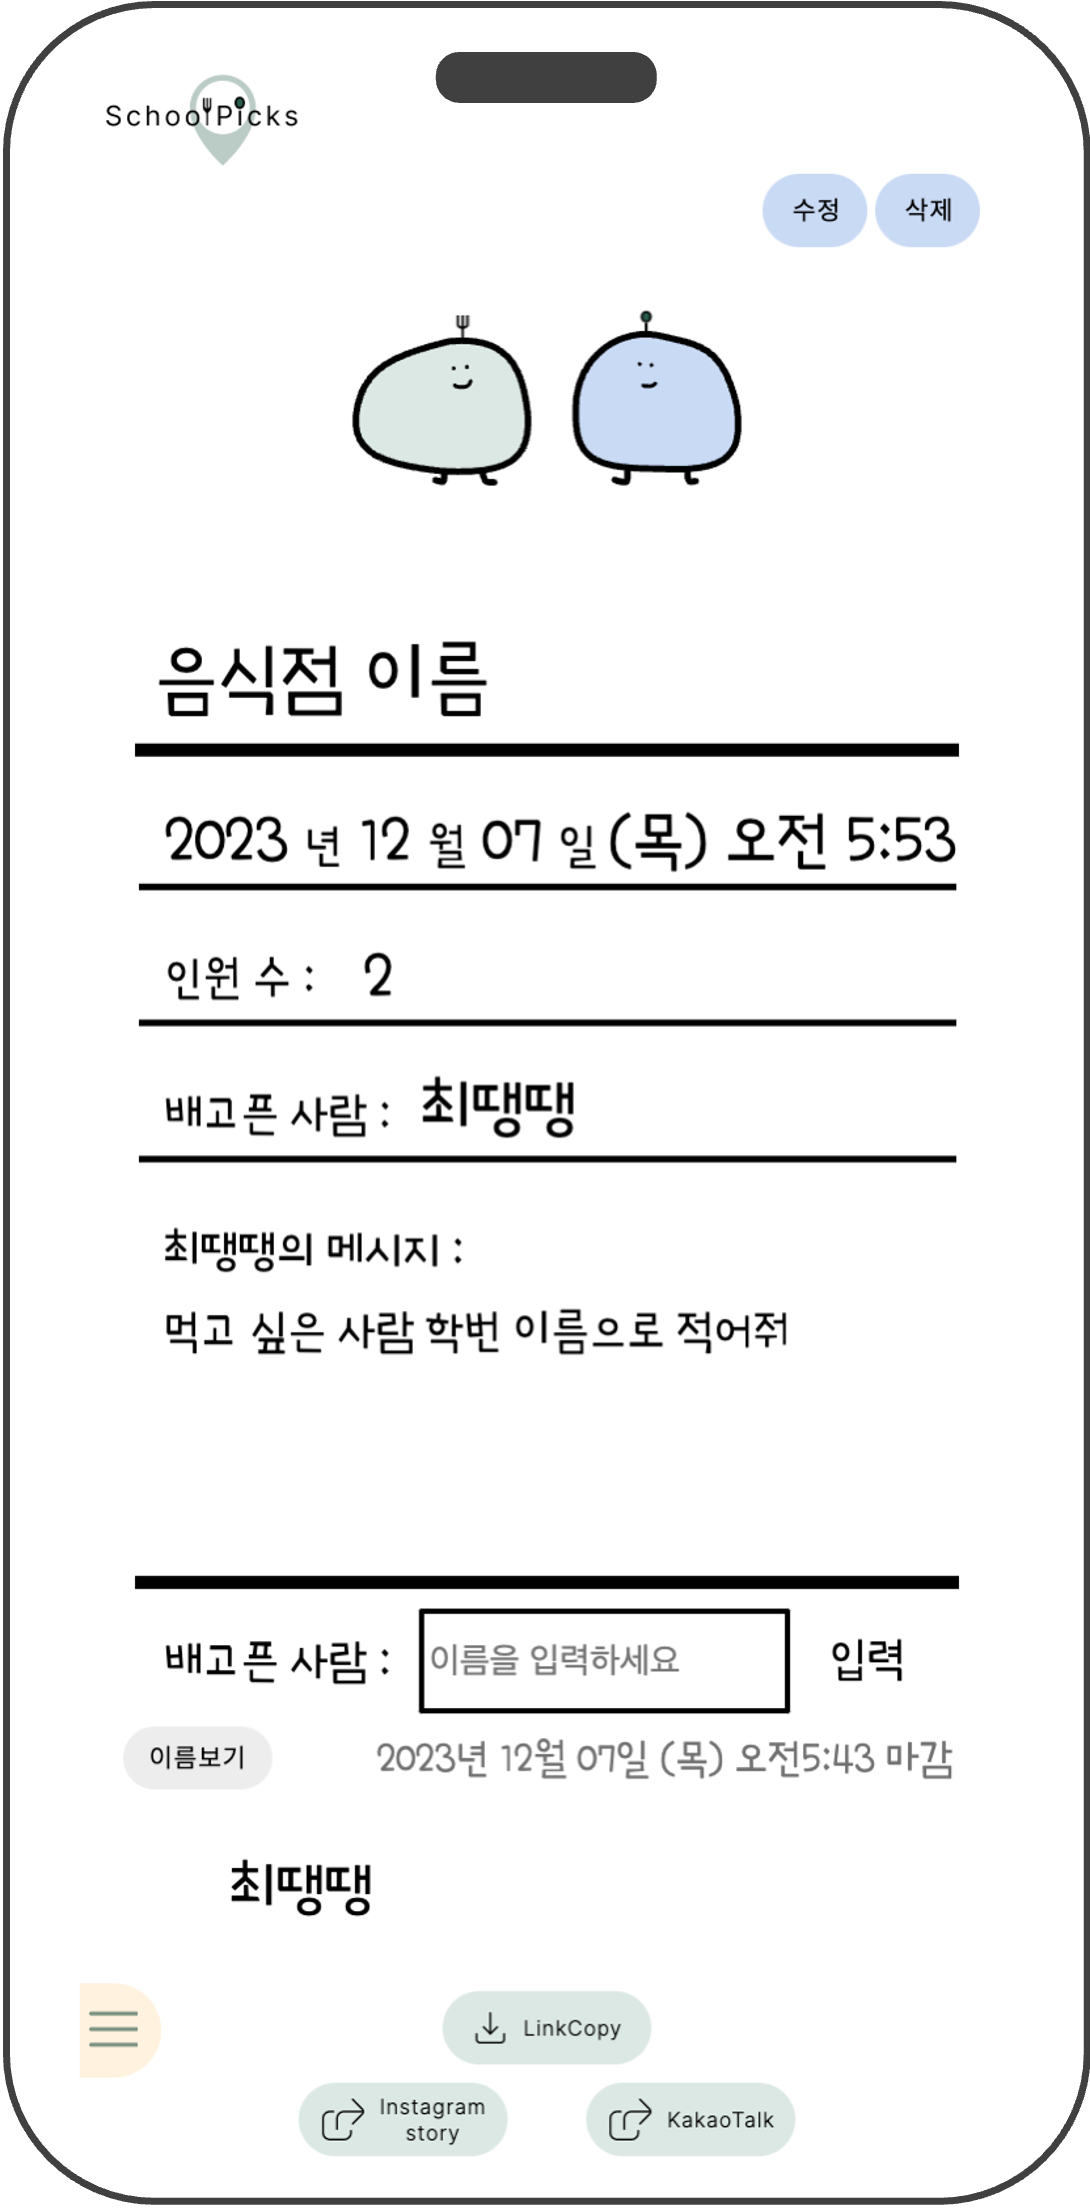 SchoolPicks
수정 삭제
음식점 이름
2023 년 12 월 07 일 (목) 오전 5:53
인원 수 : 2
배고픈 사람 : 최땡땡
최땡땡의 메시지 :
먹고 싶은 사람 학번 이름으로 적어줘
배고픈 사람 : 이름을 입력하세요 입력
이름보기 2023년 12월 07일 (목) 오전5:43 마감
최땡땡
LinkCopy
Instagram
story
KakaoTalk